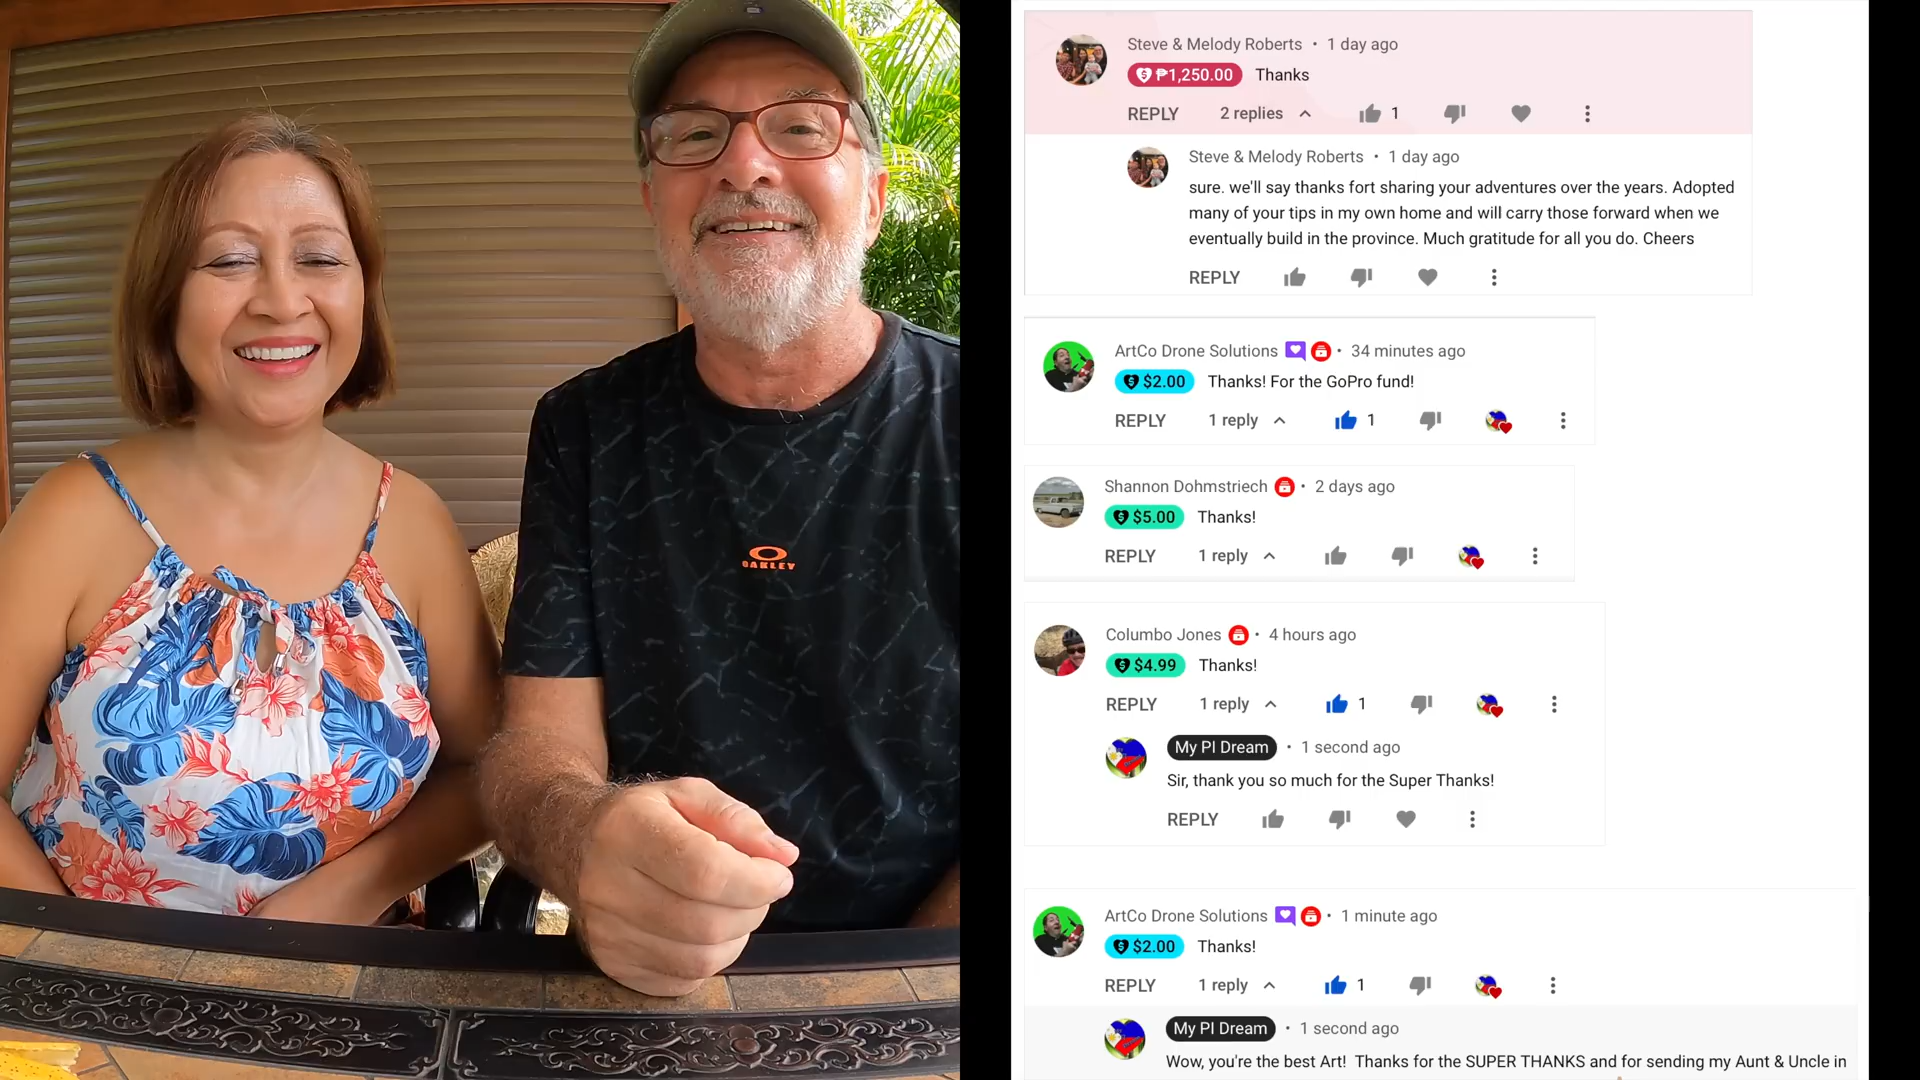 OAKLEY
Steve & Melody Roberts • 1 day ago
₱1,250.00 Thanks
REPLY 2 replies 1
Steve & Melody Roberts • 1 day ago
sure. we'll say thanks fort sharing your adventures over the years. Adopted
many of your tips in my own home and will carry those forward when we
eventually build in the province. Much gratitude for all you do. Cheers
REPLY
ArtCo Drone Solutions • 34 minutes ago
$2.00 Thanks! For the GoPro fund!
REPLY 1 reply 1
Shannon Dohmstriech • 2 days ago
$5.00 Thanks!
REPLY 1 reply
Columbo Jones • 4 hours ago
$4.99 Thanks!
REPLY 1 reply 1
My PI Dream • 1 second ago
Sir, thank you so much for the Super Thanks!
REPLY
ArtCo Drone Solutions • 1 minute ago
$2.00 Thanks!
REPLY 1 reply 1
My PI Dream • 1 second ago
Wow, you're the best Art! Thanks for the SUPER THANKS and for sending my Aunt & Uncle in